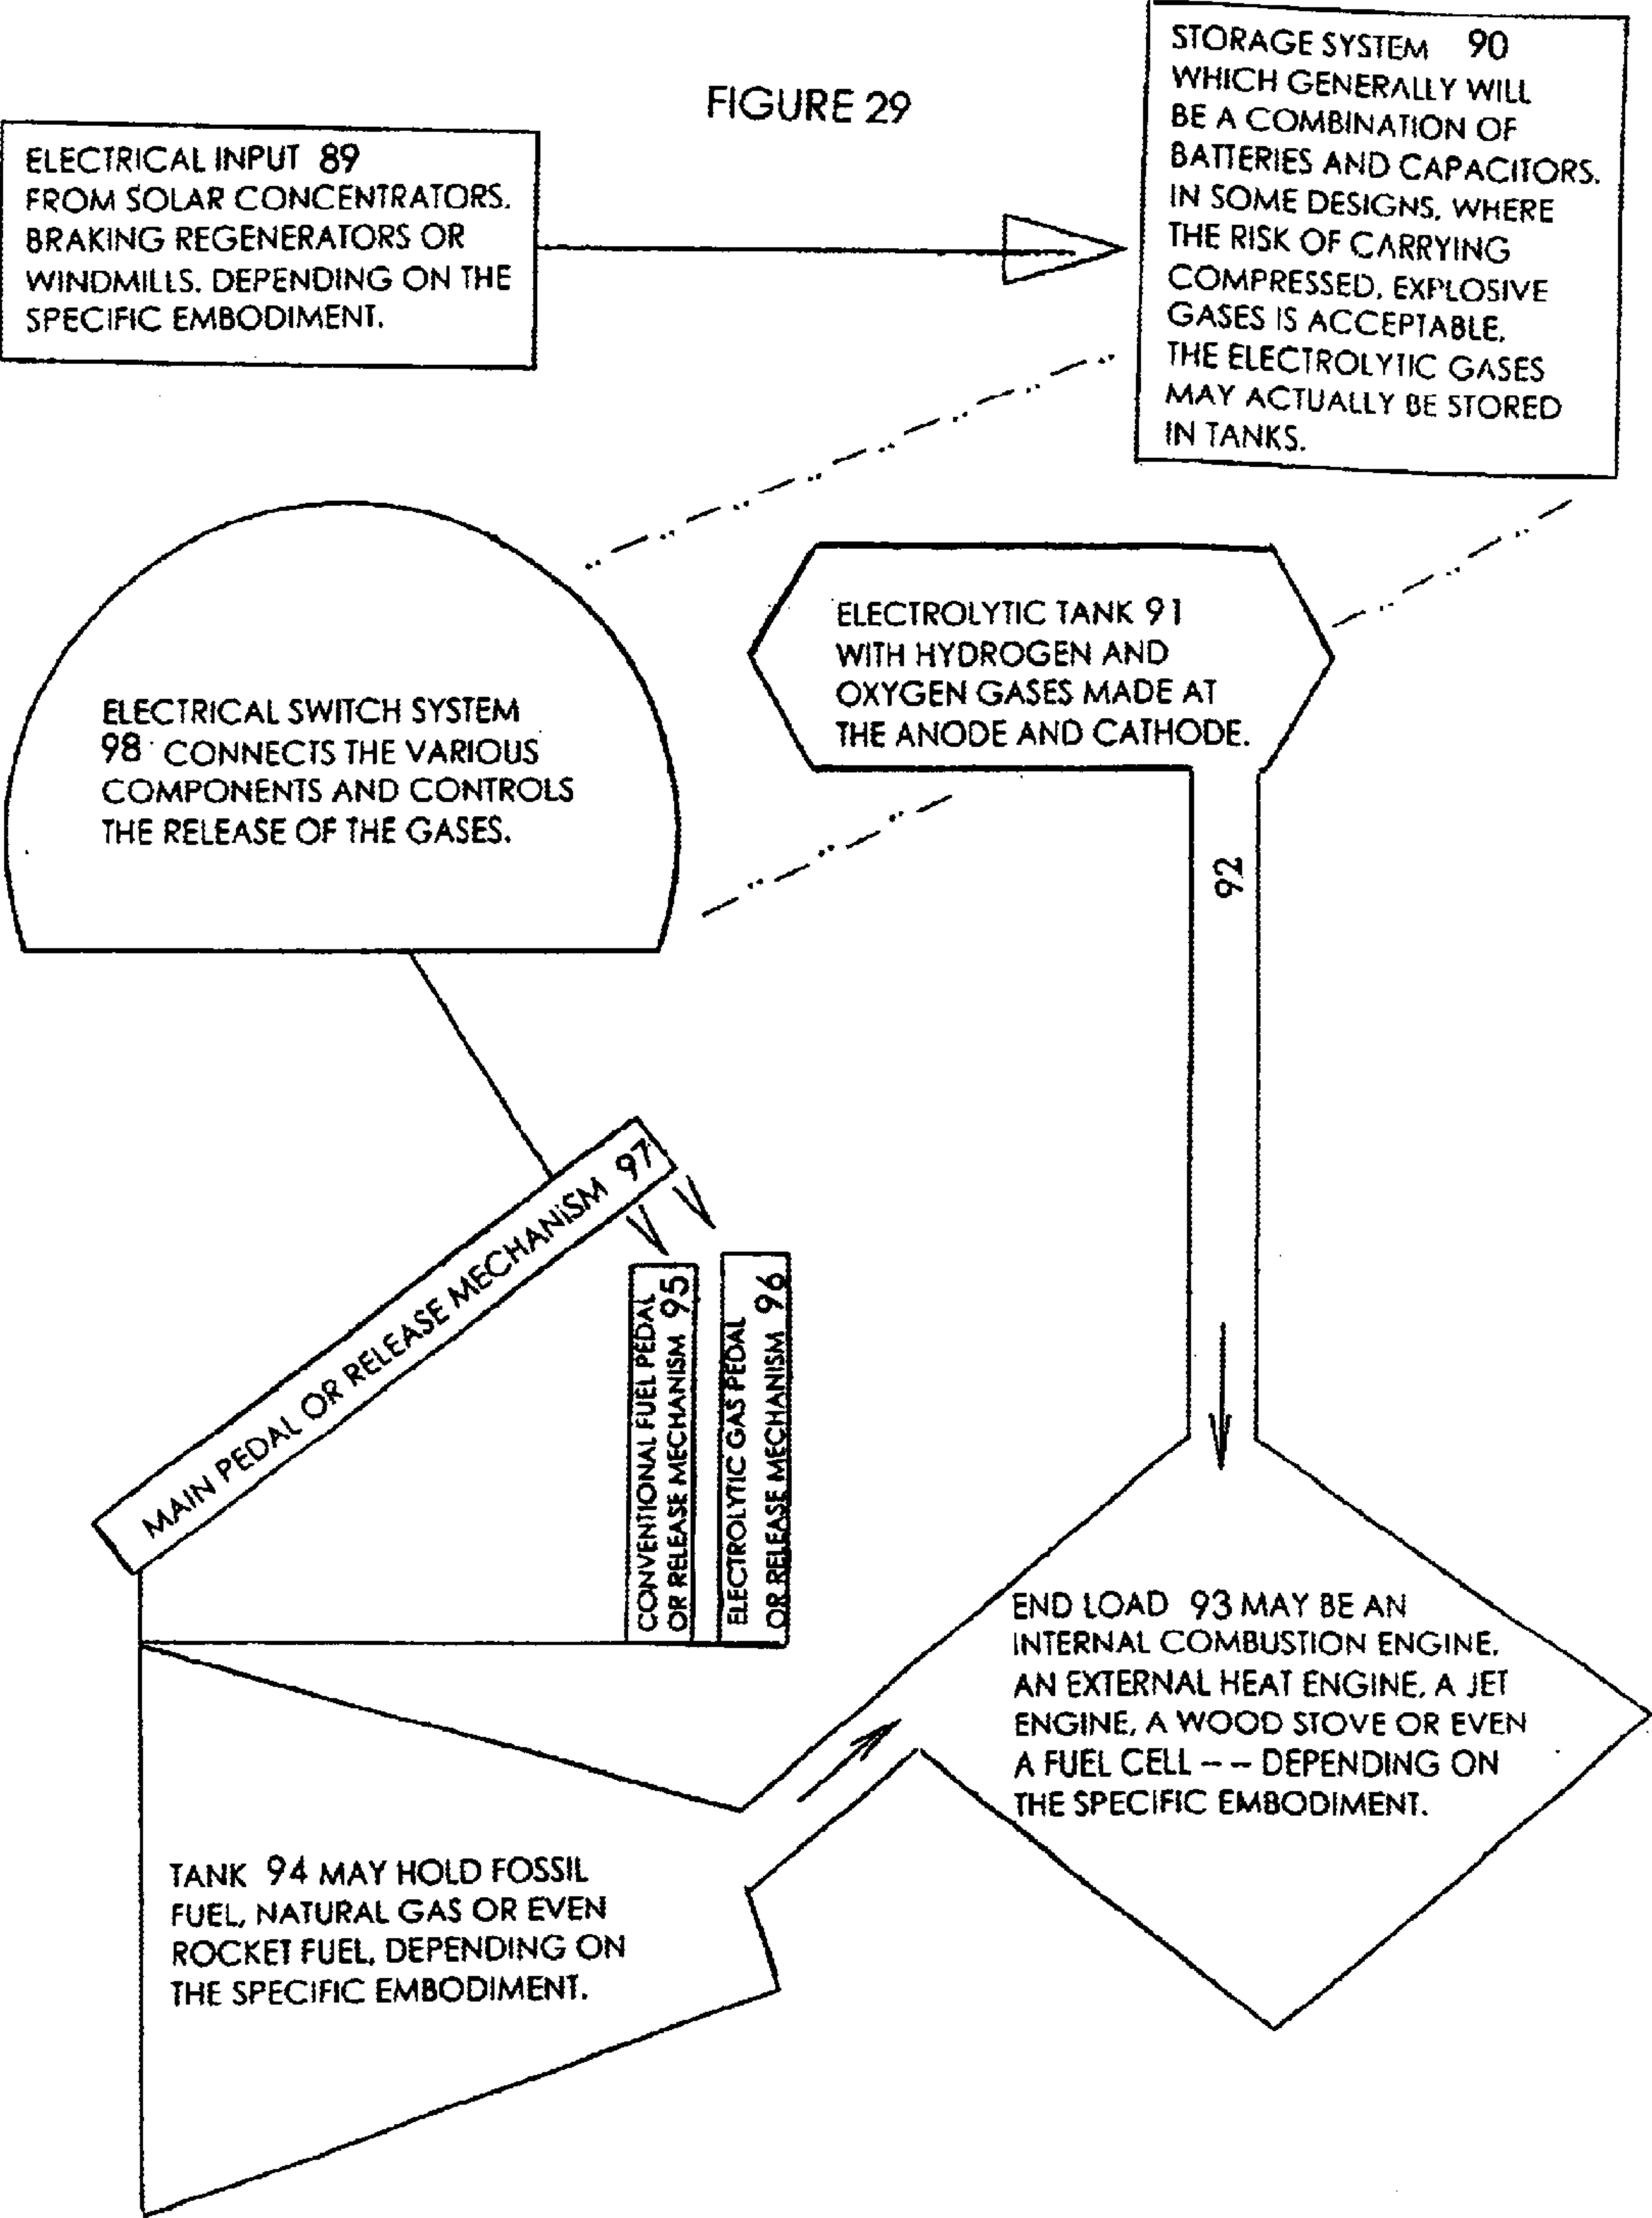 FIGURE 29
ELECTRICAL INPUT 89
FROM SOLAR CONCENTRATORS,
BRAKING REGENERATORS OR
WINDMILLS, DEPENDING ON THE
SPECIFIC EMBODIMENT.
STORAGE SYSTEM 90
WHICH GENERALLY WILL
BE A COMBINATION OF
BATTERIES AND CAPACITORS.
IN SOME DESIGNS, WHERE
THE RISK OF CARRYING
COMPRESSED, EXPLOSIVE
GASES IS ACCEPTABLE,
THE ELECTROLYTIC GASES
MAY ACTUALLY BE STORED
IN TANKS.
ELECTROLYTIC TANK 91
WITH HYDROGEN AND
OXYGEN GASES MADE AT
THE ANODE AND CATHODE.
ELECTRICAL SWITCH SYSTEM
98 CONNECTS THE VARIOUS
COMPONENTS AND CONTROLS
THE RELEASE OF THE GASES.
92
MAIN PEDAL OR RELEASE MECHANISM 97
CONVENTIONAL FUEL PEDAL
OR RELEASE MECHANISM 95
ELECTROLYTIC GAS PEDAL
OR RELEASE MECHANISM 96
END LOAD 93 MAY BE AN
INTERNAL COMBUSTION ENGINE,
AN EXTERNAL HEAT ENGINE, A JET
ENGINE, A WOOD STOVE OR EVEN
A FUEL CELL -- DEPENDING ON
THE SPECIFIC EMBODIMENT.
TANK 94 MAY HOLD FOSSIL
FUEL, NATURAL GAS OR EVEN
ROCKET FUEL, DEPENDING ON
THE SPECIFIC EMBODIMENT.